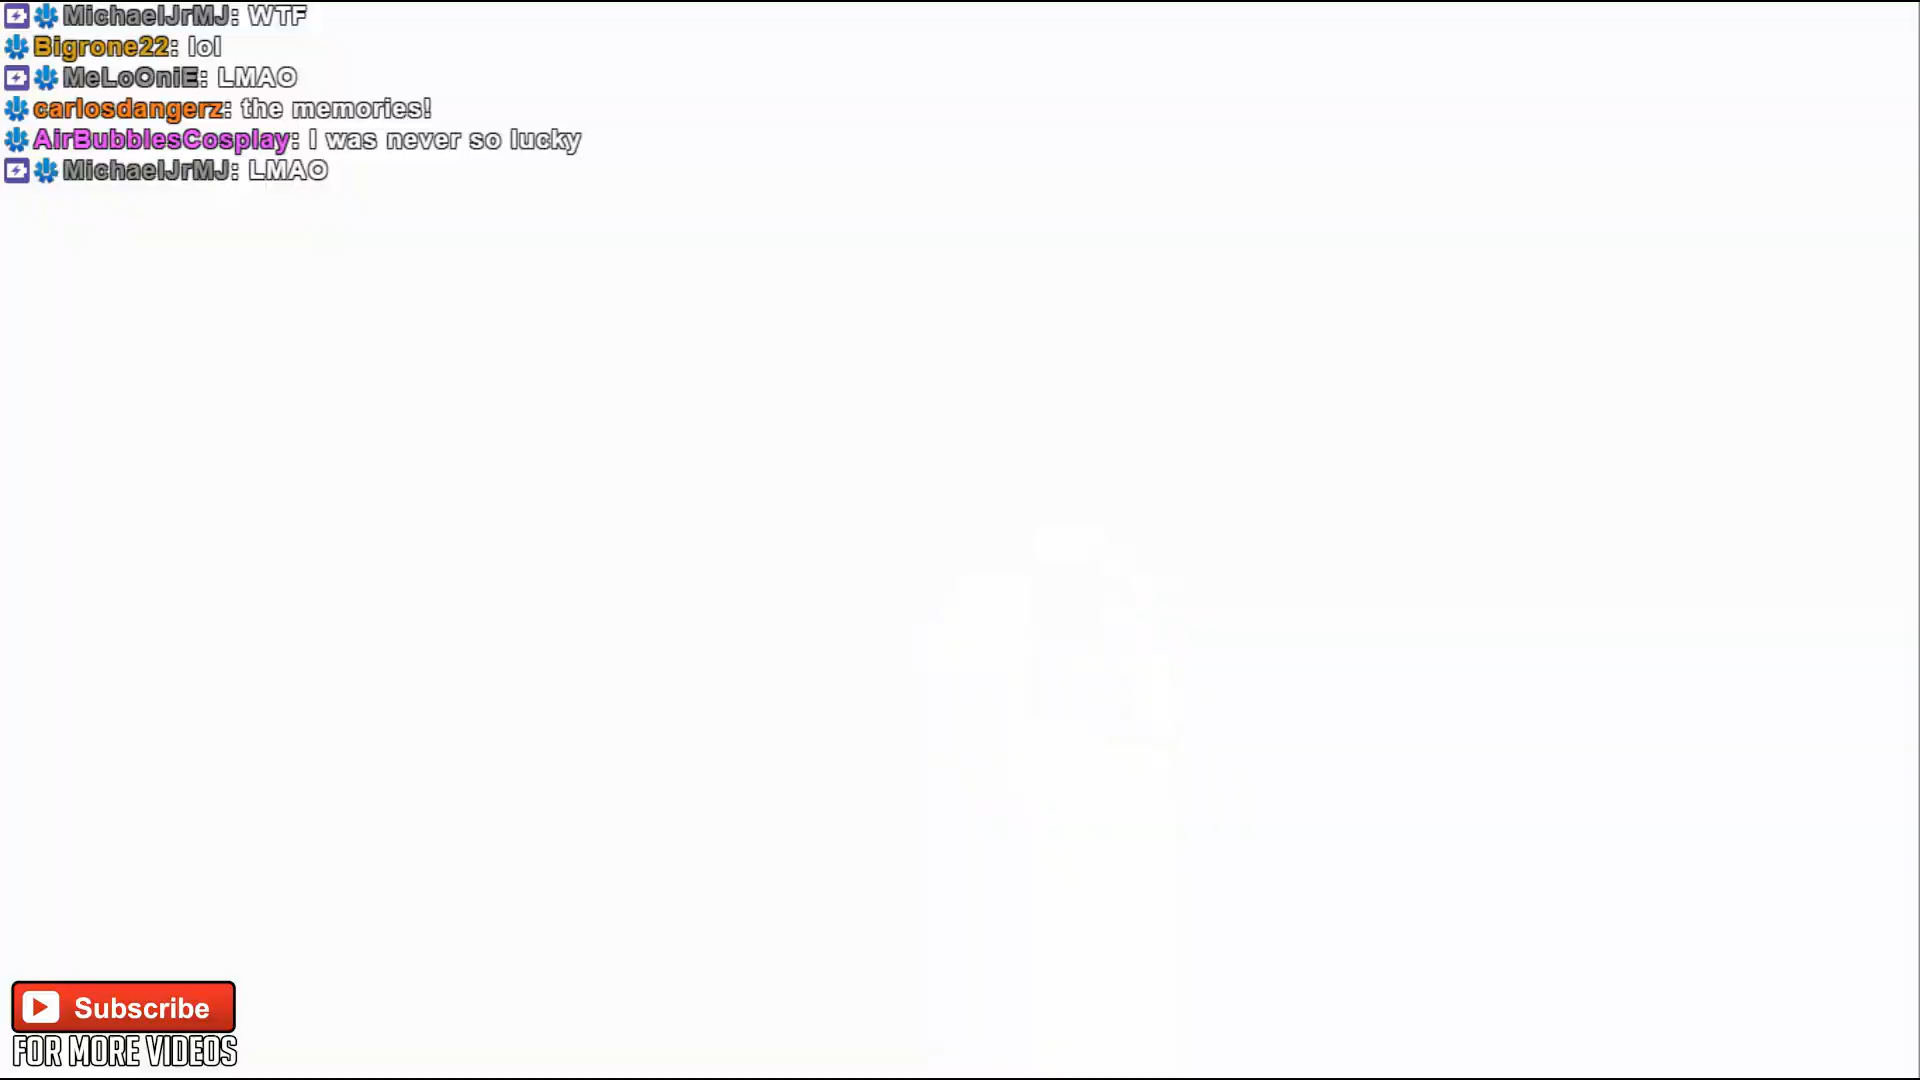 MichaelJrMJ: WTF
Bigrone22: lol
MeLoOniE: LMAO
carlosdangerz: the memories!
AirBubblesCosplay: I was never so lucky
MichaelJrMJ: LMAO
Subscribe
FOR MORE VIDEOS